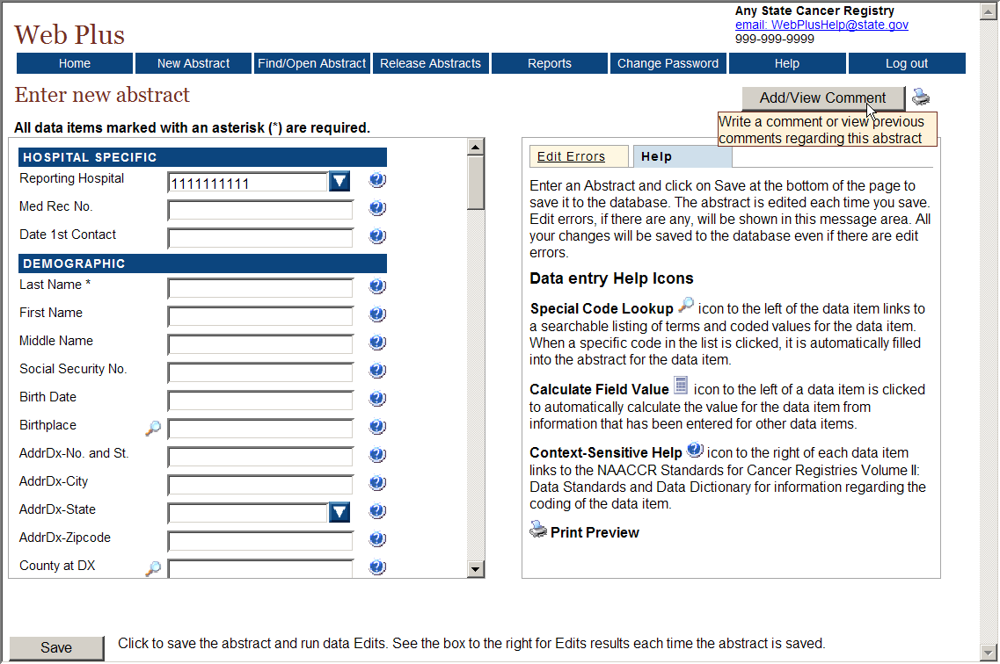 Any State Cancer Registry
Web Plus
email: WebPlusHelp@state.gov
999-999-9999
Home New Abstract Find/Open Abstract Release Abstracts Reports Change Password Help Log out
Enter new abstract
Add/View Comment
Write a comment or view previous
comments regarding this abstract
All data items marked with an asterisk (*) are required.
HOSPITAL SPECIFIC
Reporting Hospital 1111111111
Med Rec No.
Date 1st Contact
DEMOGRAPHIC
Last Name *
First Name
Middle Name
Social Security No.
Birth Date
Birthplace
AddrDx-No. and St.
AddrDx-City
AddrDx-State
AddrDx-Zipcode
County at DX
Edit Errors Help
Enter an Abstract and click on Save at the bottom of the page to
save it to the database. The abstract is edited each time you save.
Edit errors, if there are any, will be shown in this message area. All
your changes will be saved to the database even if there are edit
errors.
Data entry Help Icons
Special Code Lookup icon to the left of the data item links to
a searchable listing of terms and coded values for the data item.
When a specific code in the list is clicked, it is automatically filled
into the abstract for the data item.
Calculate Field Value icon to the left of a data item is clicked
to automatically calculate the value for the data item from
information that has been entered for other data items.
Context-Sensitive Help icon to the right of each data item
links to the NAACCR Standards for Cancer Registries Volume II:
Data Standards and Data Dictionary for information regarding the
coding of the data item.
Print Preview
Save Click to save the abstract and run data Edits. See the box to the right for Edits results each time the abstract is saved.